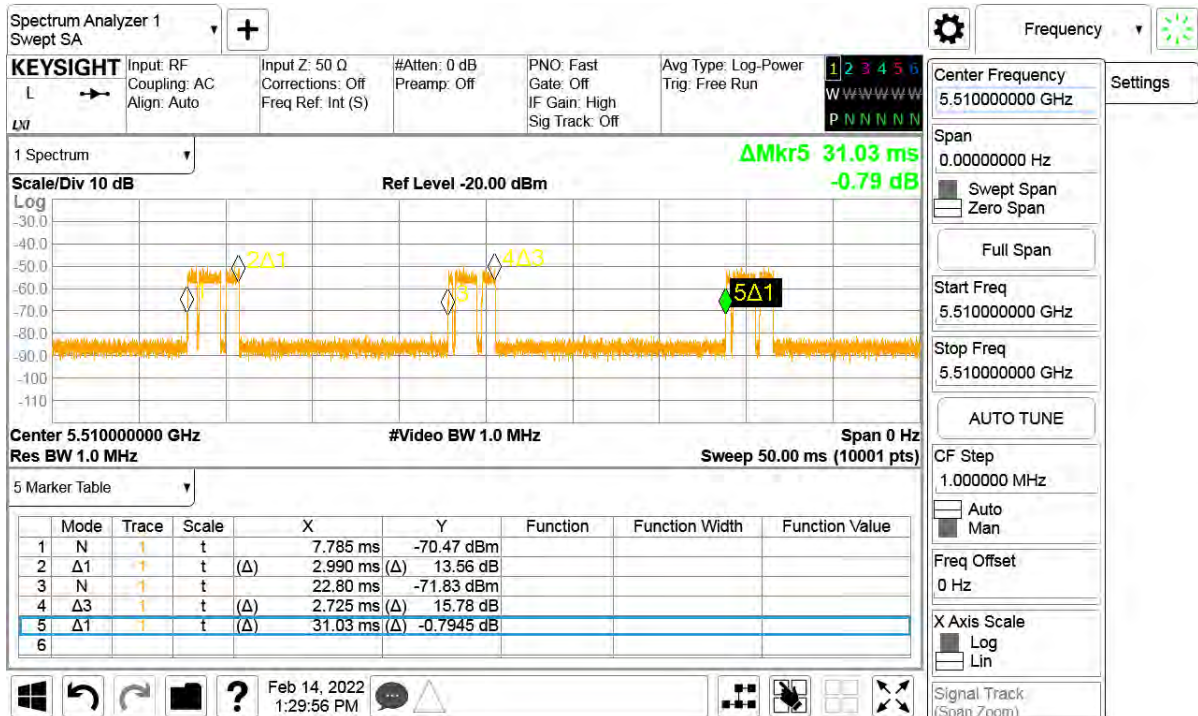 Spectrum Analyzer 1
Swept SA
+
Frequency
KEYSIGHT
L
LXI
Input: RF
Coupling: AC
Align: Auto
Input Z: 50 Ω
Corrections: Off
Freq Ref: Int (S)
#Atten: 0 dB
Preamp: Off
PNO: Fast
Gate: Off
IF Gain: High
Sig Track: Off
Avg Type: Log-Power
Trig: Free Run
1 2 3 4 5 6
W W W W W W
P N N N N N
Center Frequency
5.510000000 GHz
Settings
Span
0.00000000 Hz
Swept Span
Zero Span
Full Span
Start Freq
5.510000000 GHz
Stop Freq
5.510000000 GHz
AUTO TUNE
CF Step
1.000000 MHz
Auto
Man
Freq Offset
0 Hz
X Axis Scale
Log
Lin
Signal Track
(Span Zoom)
1 Spectrum
ΔMkr5 31.03 ms
-0.79 dB
Scale/Div 10 dB
Ref Level -20.00 dBm
Log
-30.0
-40.0
-50.0
-60.0
-70.0
-80.0
-90.0
-100
-110
1
2Δ1
3
4Δ3
5Δ1
Center 5.510000000 GHz
#Video BW 1.0 MHz
Span 0 Hz
Res BW 1.0 MHz
Sweep 50.00 ms (10001 pts)
5 Marker Table
Mode Trace Scale X Y Function Function Width Function Value
1 N 1 t 7.785 ms -70.47 dBm
2 Δ1 1 t (Δ) 2.990 ms (Δ) 13.56 dB
3 N 1 t 22.80 ms -71.83 dBm
4 Δ3 1 t (Δ) 2.725 ms (Δ) 15.78 dB
5 Δ1 1 t (Δ) 31.03 ms (Δ) -0.7945 dB
6
?
Feb 14, 2022
1:29:56 PM